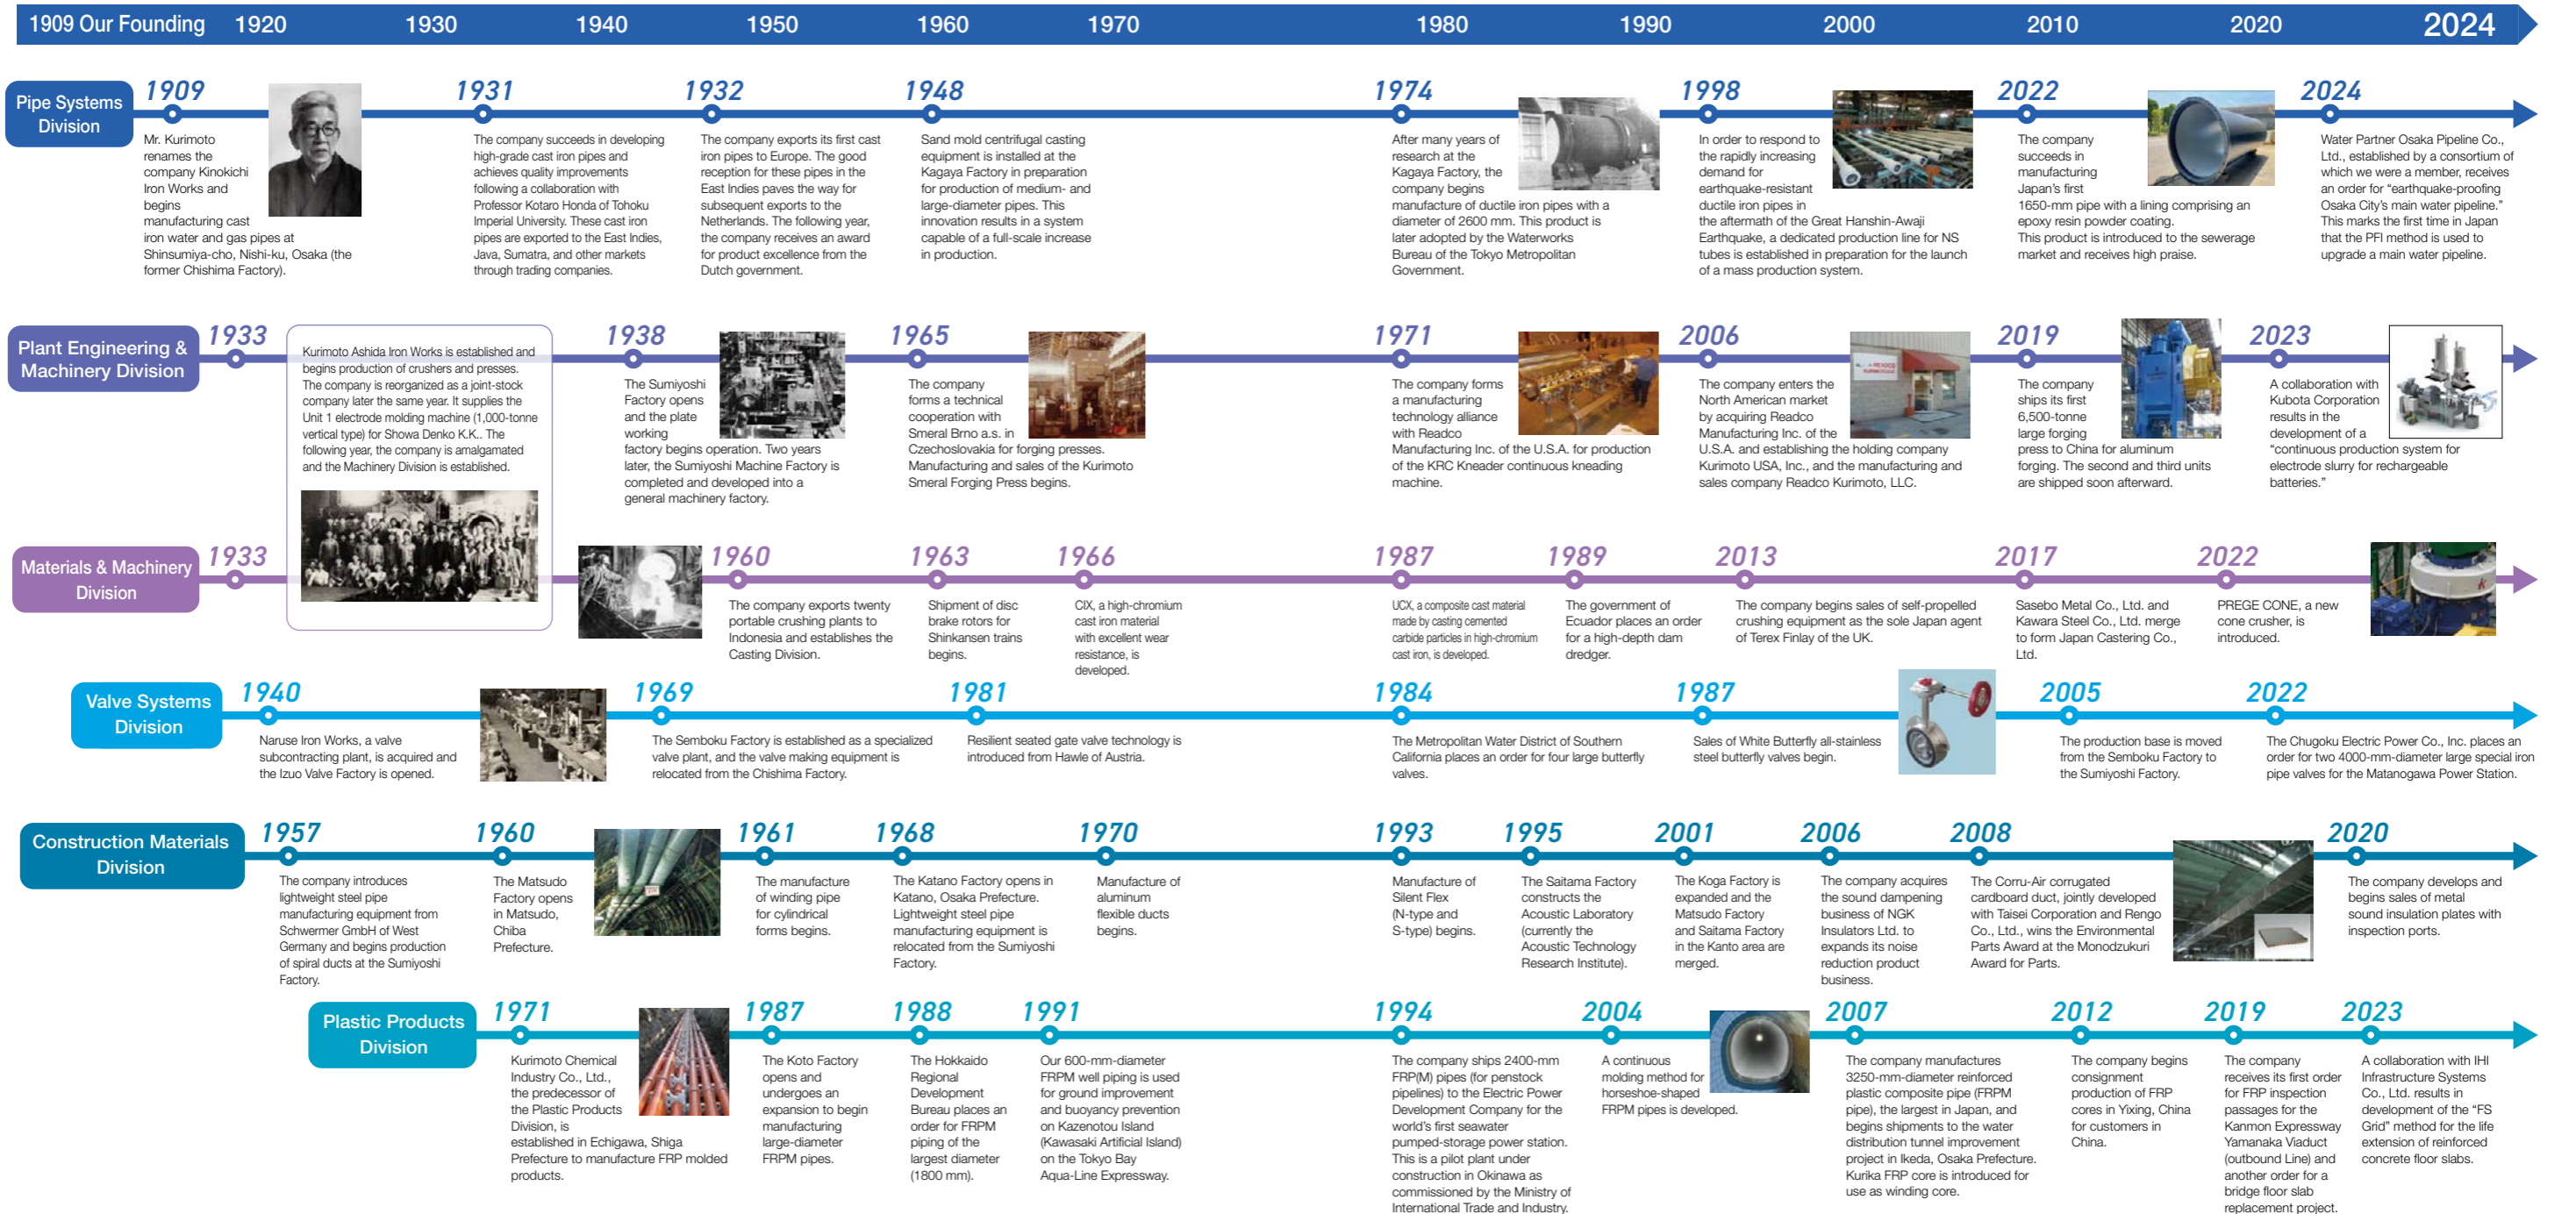 1909 Our Founding 1920 1930 1940 1950 1960 1970 1980 1990 2000 2010 2020 2024
Pipe Systems
Division
1909
Mr. Kurimoto
renames the
company Kinokichi
Iron Works and
begins
manufacturing cast
iron water and gas pipes at
Shinsumiya-cho, Nishi-ku, Osaka (the
former Chishima Factory).
1931
The company succeeds in developing
high-grade cast iron pipes and
achieves quality improvements
following a collaboration with
Professor Kotaro Honda of Tohoku
Imperial University. These cast iron
pipes are exported to the East Indies,
Java, Sumatra, and other markets
through trading companies.
1932
The company exports its first cast
iron pipes to Europe. The good
reception for these pipes in the
East Indies paves the way for
subsequent exports to the
Netherlands. The following year,
the company receives an award
for product excellence from the
Dutch government.
1948
Sand mold centrifugal casting
equipment is installed at the
Kagaya Factory in preparation
for production of medium- and
large-diameter pipes. This
innovation results in a system
capable of a full-scale increase
in production.
1974
After many years of
research at the
Kagaya Factory, the
company begins
manufacture of ductile iron pipes with a
diameter of 2600 mm. This product is
later adopted by the Waterworks
Bureau of the Tokyo Metropolitan
Government.
1998
In order to respond to
the rapidly increasing
demand for
earthquake-resistant
ductile iron pipes in
the aftermath of the Great Hanshin-Awaji
Earthquake, a dedicated production line for NS
tubes is established in preparation for the launch
of a mass production system.
2022
The company
succeeds in
manufacturing
Japan's first
1650-mm pipe with a lining comprising an
epoxy resin powder coating.
This product is introduced to the sewerage
market and receives high praise.
2024
Water Partner Osaka Pipeline Co.,
Ltd., established by a consortium of
which we were a member, receives
an order for “earthquake-proofing
Osaka City's main water pipeline.”
This marks the first time in Japan
that the PFI method is used to
upgrade a main water pipeline.
Plant Engineering &
Machinery Division
1933
Kurimoto Ashida Iron Works is established and
begins production of crushers and presses.
The company is reorganized as a joint-stock
company later the same year. It supplies the
Unit 1 electrode molding machine (1,000-tonne
vertical type) for Showa Denko K.K.. The
following year, the company is amalgamated
and the Machinery Division is established.
1938
The Sumiyoshi
Factory opens
and the plate
working
factory begins operation. Two years
later, the Sumiyoshi Machine Factory is
completed and developed into a
general machinery factory.
1965
The company
forms a technical
cooperation with
Smeral Brno a.s. in
Czechoslovakia for forging presses.
Manufacturing and sales of the Kurimoto
Smeral Forging Press begins.
1971
The company forms
a manufacturing
technology alliance
with Readco
Manufacturing Inc. of the U.S.A. for production
of the KRC Kneader continuous kneading
machine.
2006
The company enters the
North American market
by acquiring Readco
Manufacturing Inc. of the
U.S.A. and establishing the holding company
Kurimoto USA, Inc., and the manufacturing and
sales company Readco Kurimoto, LLC.
2019
The company
ships its first
6,500-tonne
large forging
press to China for aluminum
forging. The second and third units
are shipped soon afterward.
2023
A collaboration with
Kubota Corporation
results in the
development of a
“continuous production system for
electrode slurry for rechargeable
batteries.”
Materials & Machinery
Division
1933
1960
The company exports twenty
portable crushing plants to
Indonesia and establishes the
Casting Division.
1963
Shipment of disc
brake rotors for
Shinkansen trains
begins.
1966
CIX, a high-chromium
cast iron material
with excellent wear
resistance, is
developed.
1987
UCX, a composite cast material
made by casting cemented
carbide particles in high-chromium
cast iron, is developed.
1989
The government of
Ecuador places an order
for a high-depth dam
dredger.
2013
The company begins sales of self-propelled
crushing equipment as the sole Japan agent
of Terex Finlay of the UK.
2017
Sasebo Metal Co., Ltd. and
Kawara Steel Co., Ltd. merge
to form Japan Castering Co.,
Ltd.
2022
PREGE CONE, a new
cone crusher, is
introduced.
Valve Systems
Division
1940
Naruse Iron Works, a valve
subcontracting plant, is acquired and
the Izuo Valve Factory is opened.
1969
The Semboku Factory is established as a specialized
valve plant, and the valve making equipment is
relocated from the Chishima Factory.
1981
Resilient seated gate valve technology is
introduced from Hawle of Austria.
1984
The Metropolitan Water District of Southern
California places an order for four large butterfly
valves.
1987
Sales of White Butterfly all-stainless
steel butterfly valves begin.
2005
The production base is moved
from the Semboku Factory to
the Sumiyoshi Factory.
2022
The Chugoku Electric Power Co., Inc. places an
order for two 4000-mm-diameter large special iron
pipe valves for the Matanogawa Power Station.
Construction Materials
Division
1957
The company introduces
lightweight steel pipe
manufacturing equipment from
Schwermer GmbH of West
Germany and begins production
of spiral ducts at the Sumiyoshi
Factory.
1960
The Matsudo
Factory opens
in Matsudo,
Chiba
Prefecture.
1961
The manufacture
of winding pipe
for cylindrical
forms begins.
1968
The Katano Factory opens in
Katano, Osaka Prefecture.
Lightweight steel pipe
manufacturing equipment is
relocated from the Sumiyoshi
Factory.
1970
Manufacture of
aluminum
flexible ducts
begins.
1993
Manufacture of
Silent Flex
(N-type and
S-type) begins.
1995
The Saitama Factory
constructs the
Acoustic Laboratory
(currently the
Acoustic Technology
Research Institute).
2001
The Koga Factory is
expanded and the
Matsudo Factory
and Saitama Factory
in the Kanto area are
merged.
2006
The company acquires
the sound dampening
business of NGK
Insulators Ltd. to
expands its noise
reduction product
business.
2008
The Corru-Air corrugated
cardboard duct, jointly developed
with Taisei Corporation and Rengo
Co., Ltd., wins the Environmental
Parts Award at the Monodzukuri
Award for Parts.
2020
The company develops and
begins sales of metal
sound insulation plates with
inspection ports.
Plastic Products
Division
1971
Kurimoto Chemical
Industry Co., Ltd.,
the predecessor of
the Plastic Products
Division, is
established in Echigawa, Shiga
Prefecture to manufacture FRP molded
products.
1987
The Koto Factory
opens and
undergoes an
expansion to begin
manufacturing
large-diameter
FRPM pipes.
1988
The Hokkaido
Regional
Development
Bureau places an
order for FRPM
piping of the
largest diameter
(1800 mm).
1991
Our 600-mm-diameter
FRPM well piping is used
for ground improvement
and buoyancy prevention
on Kazenotou Island
(Kawasaki Artificial Island)
on the Tokyo Bay
Aqua-Line Expressway.
1994
The company ships 2400-mm
FRP(M) pipes (for penstock
pipelines) to the Electric Power
Development Company for the
world's first seawater
pumped-storage power station.
This is a pilot plant under
construction in Okinawa as
commissioned by the Ministry of
International Trade and Industry.
2004
A continuous
molding method for
horseshoe-shaped
FRPM pipes is developed.
2007
The company manufactures
3250-mm-diameter reinforced
plastic composite pipe (FRPM
pipe), the largest in Japan, and
begins shipments to the water
distribution tunnel improvement
project in Ikeda, Osaka Prefecture.
Kurika FRP core is introduced for
use as winding core.
2012
The company begins
consignment
production of FRP
cores in Yixing, China
for customers in
China.
2019
The company
receives its first order
for FRP inspection
passages for the
Kanmon Expressway
Yamanaka Viaduct
(outbound Line) and
another order for a
bridge floor slab
replacement project.
2023
A collaboration with IHI
Infrastructure Systems
Co., Ltd. results in
development of the “FS
Grid” method for the life
extension of reinforced
concrete floor slabs.